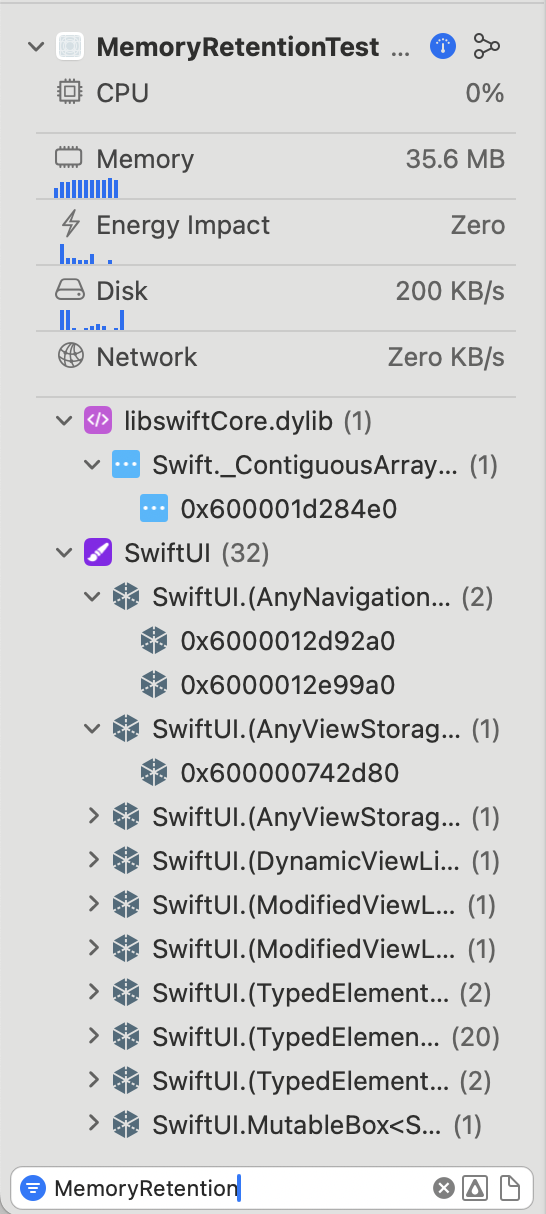 MemoryRetentionTest ...
CPU 0%
Memory 35.6 MB
Energy Impact Zero
Disk 200 KB/s
Network Zero KB/s
libswiftCore.dylib (1)
Swift._ContiguousArray... (1)
0x600001d284e0
SwiftUI (32)
SwiftUI.(AnyNavigation... (2)
0x6000012d92a0
0x6000012e99a0
SwiftUI.(AnyViewStorag... (1)
0x600000742d80
SwiftUI.(AnyViewStorag... (1)
SwiftUI.(DynamicViewLi... (1)
SwiftUI.(ModifiedViewL... (1)
SwiftUI.(ModifiedViewL... (1)
SwiftUI.(TypedElement... (2)
SwiftUI.(TypedElemen... (20)
SwiftUI.(TypedElement... (2)
SwiftUI.MutableBox<S... (1)
MemoryRetention